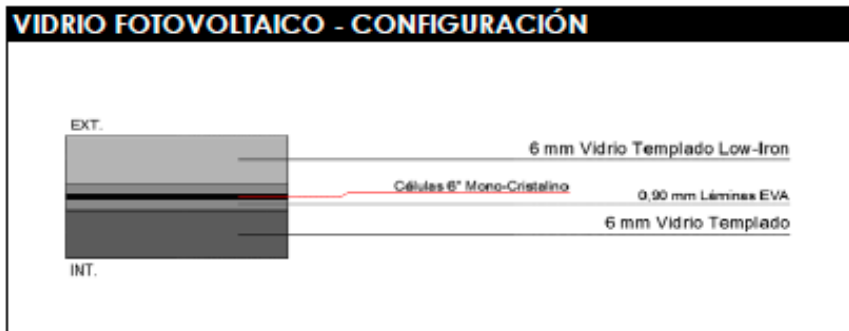 VIDRIO FOTOVOLTAICO - CONFIGURACIÓN
EXT.
6 mm Vidrio Templado Low-Iron
Células 6" Mono-Cristalino
0,90 mm Láminas EVA
6 mm Vidrio Templado
INT.